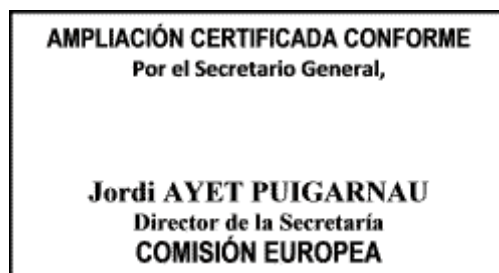 AMPLIACIÓN CERTIFICADA CONFORME
Por el Secretario General,
Jordi AYET PUIGARNAU
Director de la Secretaría
COMISIÓN EUROPEA